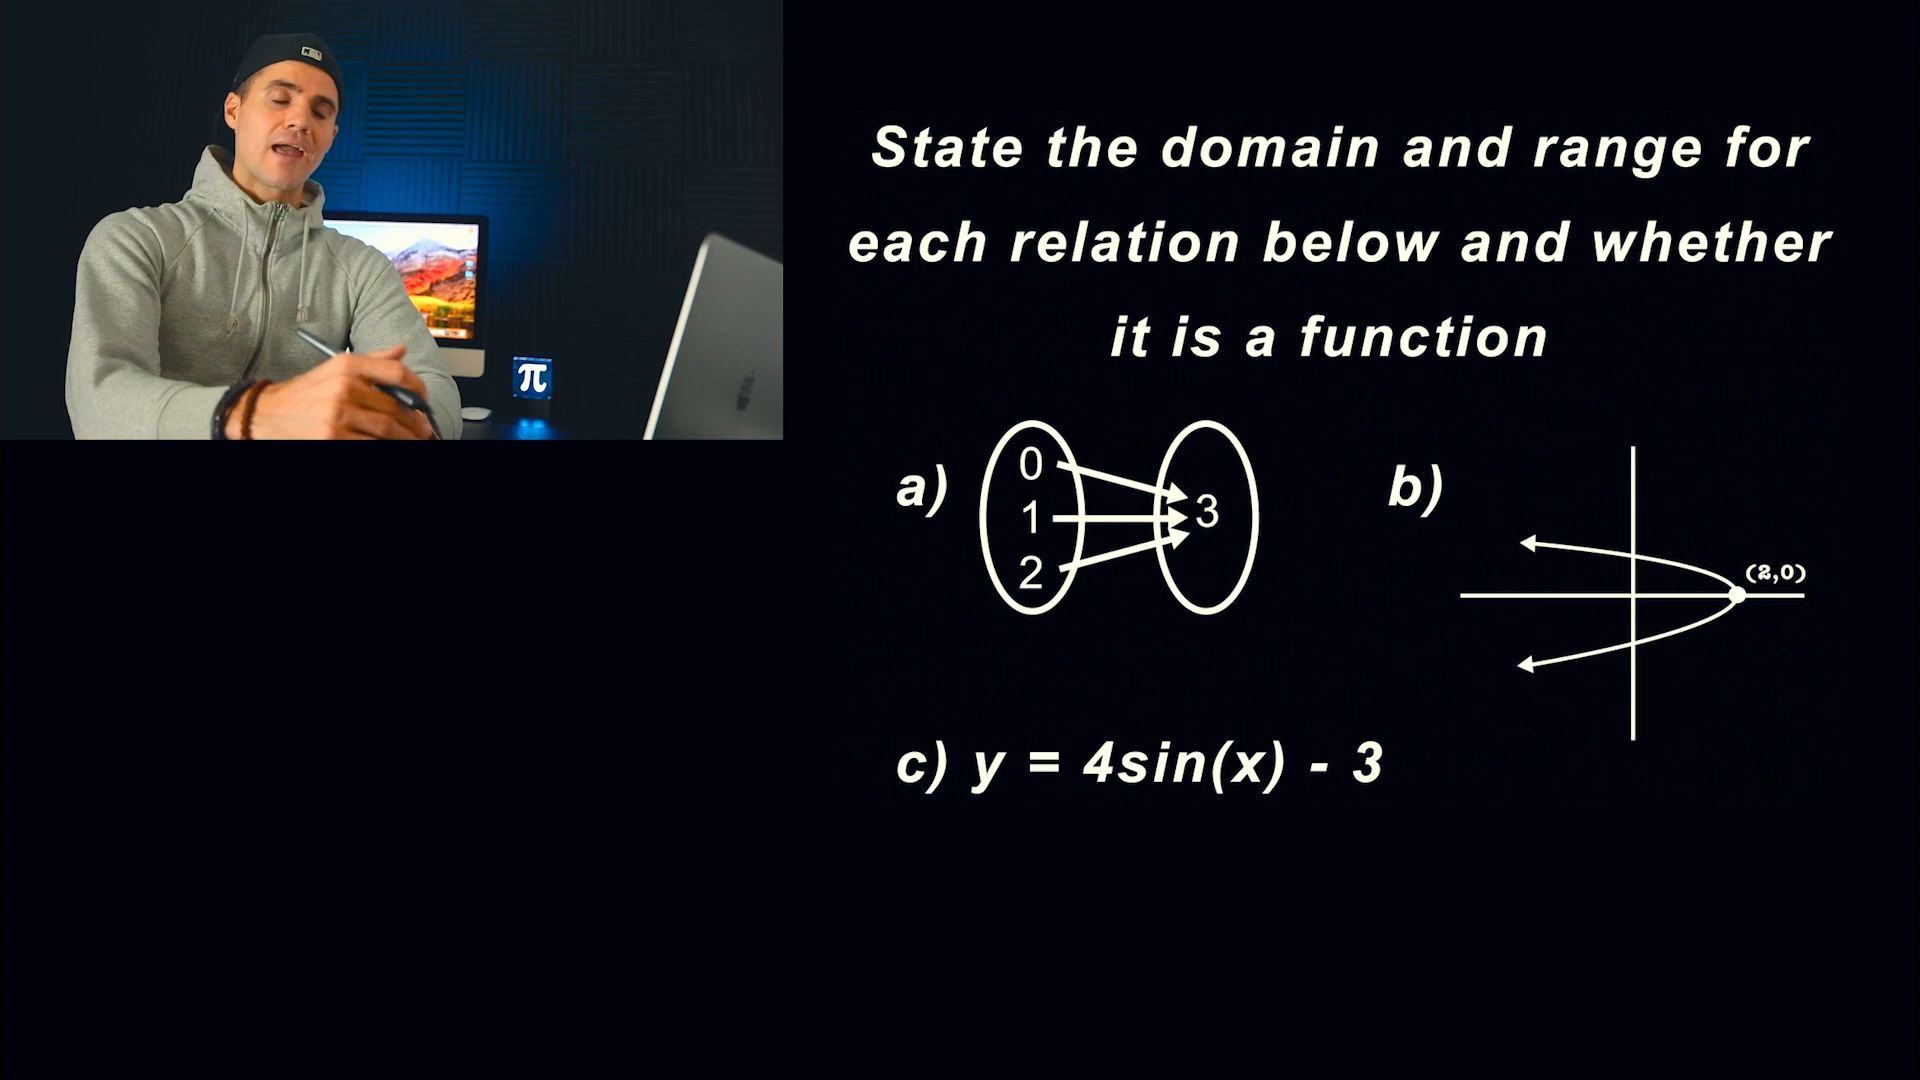 State the domain and range for
each relation below and whether
it is a function
a)
0
1
2
3
b)
(2,0)
c) y = 4sin(x) - 3
π